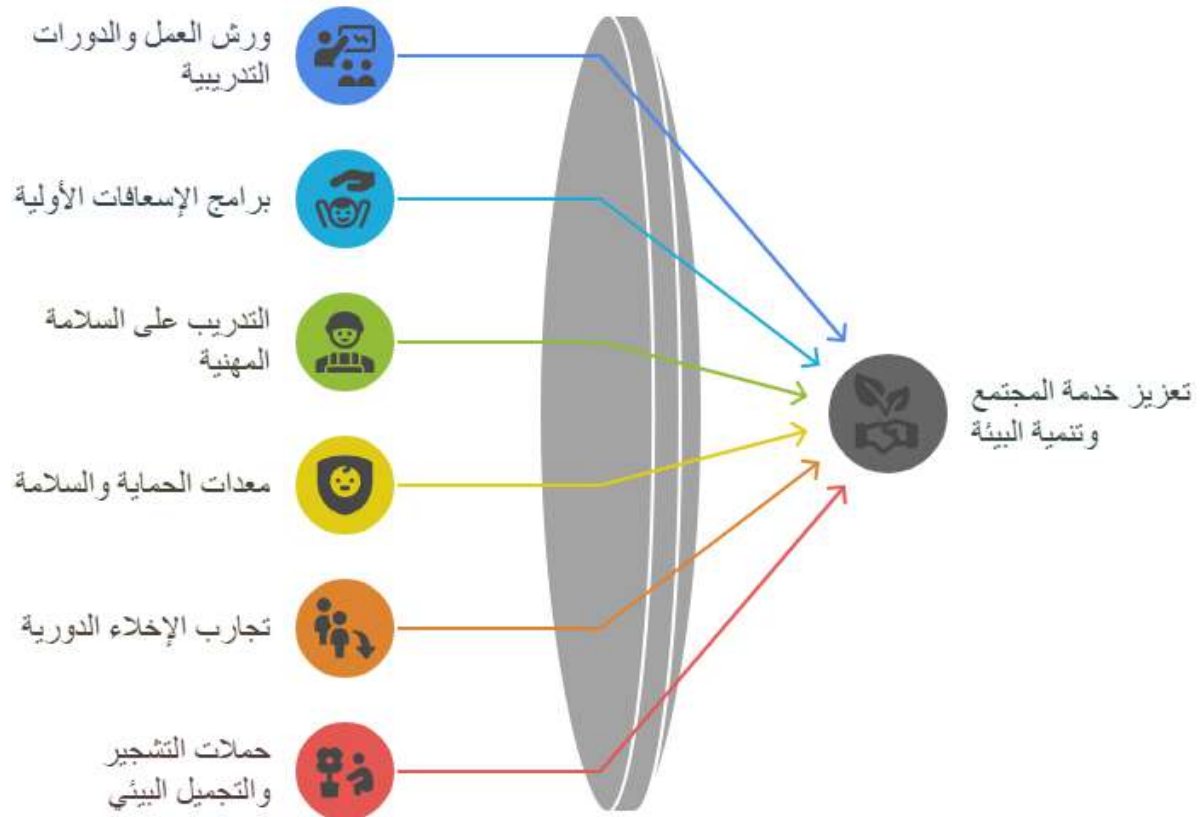 ورش العمل والدورات
التدريبية
برامج الإسعافات الأولية
التدريب على السلامة
المهنية
معدات الحماية والسلامة
تجارب الإخلاء الدورية
حملات التشجير
والتجميل البيئي
تعزيز خدمة المجتمع
وتنمية البيئة